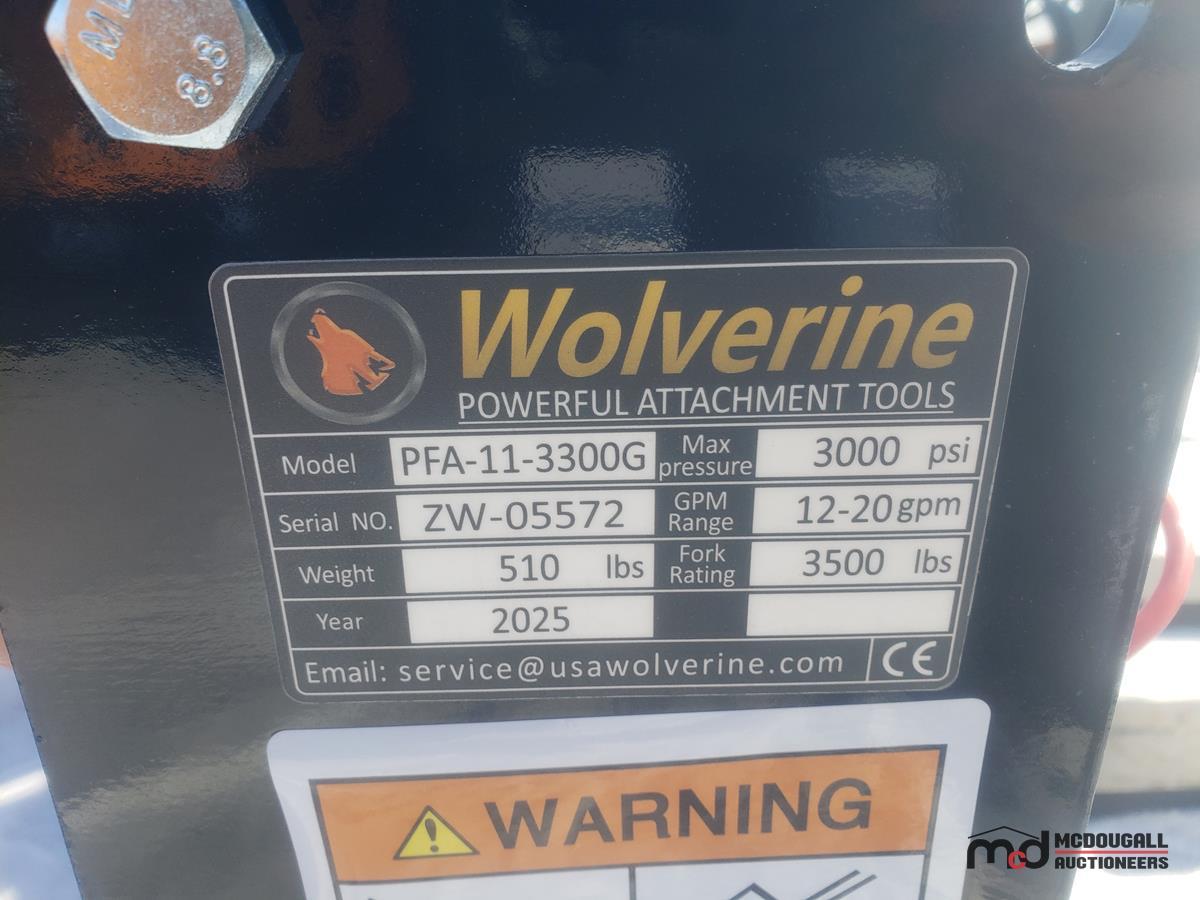 8.8
Wolverine
POWERFUL ATTACHMENT TOOLS
Model PFA-11-3300G Max pressure 3000 psi
Serial NO. ZW-05572 GPM Range 12-20 gpm
Weight 510 lbs Fork Rating 3500 lbs
Year 2025
Email: service@usawolverine.com CE
WARNING
mcd MCDOUGALL
AUCTIONEERS